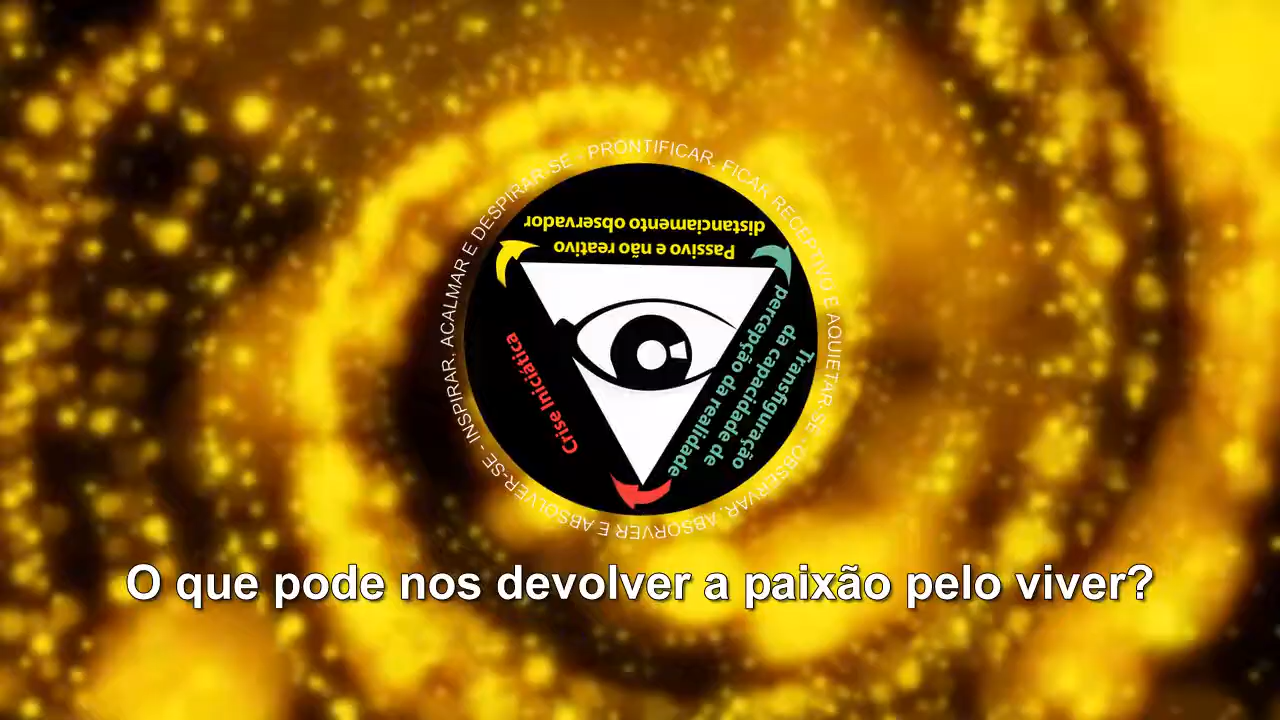 INSPIRAR, ACALMAR E DESPIRAR-SE - PRONTIFICAR, FICAR RECEPTIVO E AQUIETAR-SE - OBSERVAR, ABSORVER E ABSOLVER-SE -
Passivo e não reativo
distanciamento observador
Transfiguração
da capacidade de
percepção da realidade
Crise Iniciática
O que pode nos devolver a paixão pelo viver?